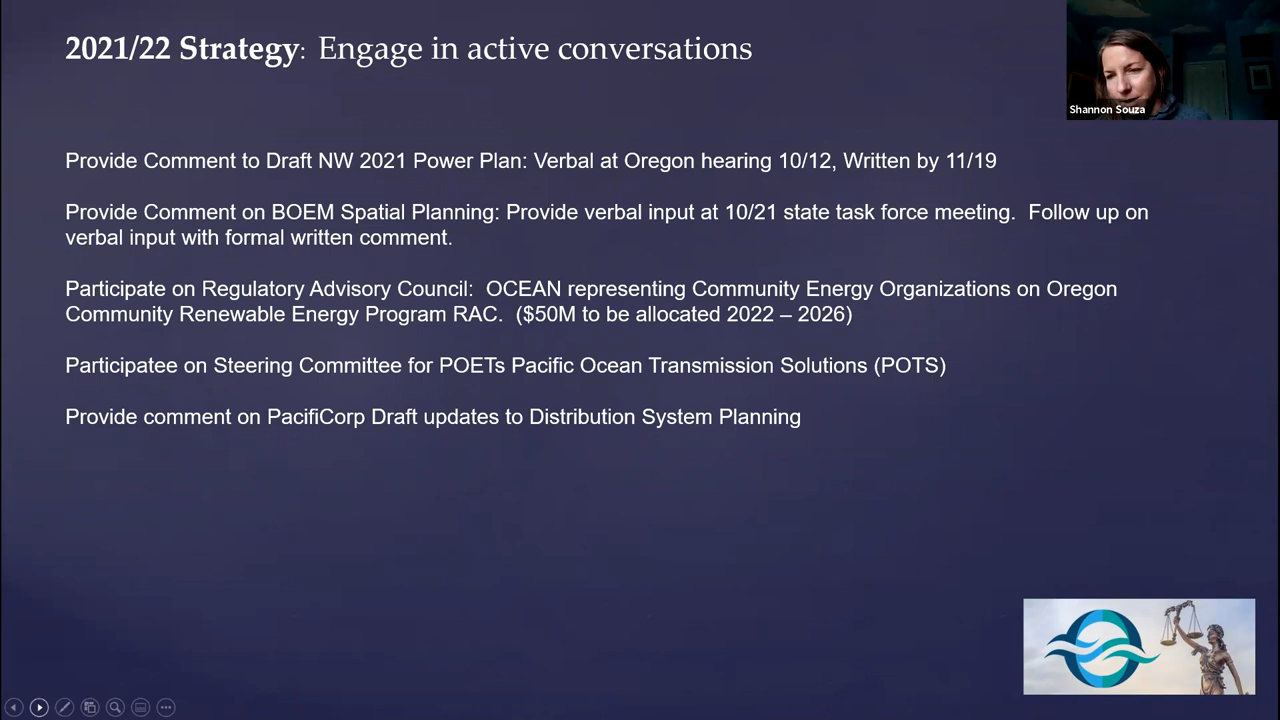 2021/22 Strategy: Engage in active conversations
Shannon Souza
Provide Comment to Draft NW 2021 Power Plan: Verbal at Oregon hearing 10/12, Written by 11/19
Provide Comment on BOEM Spatial Planning: Provide verbal input at 10/21 state task force meeting.  Follow up on
verbal input with formal written comment.
Participate on Regulatory Advisory Council:  OCEAN representing Community Energy Organizations on Oregon
Community Renewable Energy Program RAC.  ($50M to be allocated 2022 – 2026)
Participatee on Steering Committee for POETs Pacific Ocean Transmission Solutions (POTS)
Provide comment on PacifiCorp Draft updates to Distribution System Planning